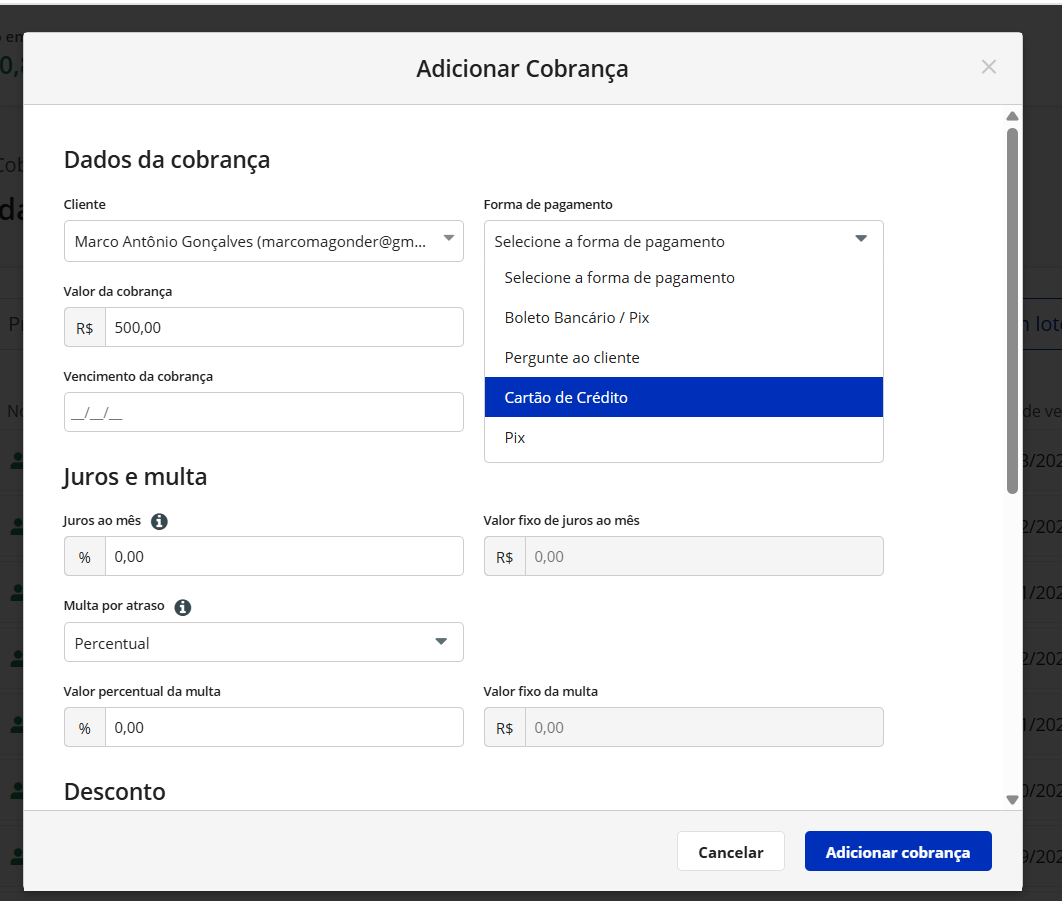 Adicionar Cobrança
Dados da cobrança
Cliente
Marco Antônio Gonçalves (marcomagonder@gm...
Forma de pagamento
Selecione a forma de pagamento
Selecione a forma de pagamento
Boleto Bancário / Pix
Pergunte ao cliente
Cartão de Crédito
Pix
Valor da cobrança
R$ 500,00
Vencimento da cobrança
__/__/__
Juros e multa
Juros ao mês
% 0,00
Valor fixo de juros ao mês
R$ 0,00
Multa por atraso
Percentual
Valor percentual da multa
% 0,00
Valor fixo da multa
R$ 0,00
Desconto
Cancelar
Adicionar cobrança